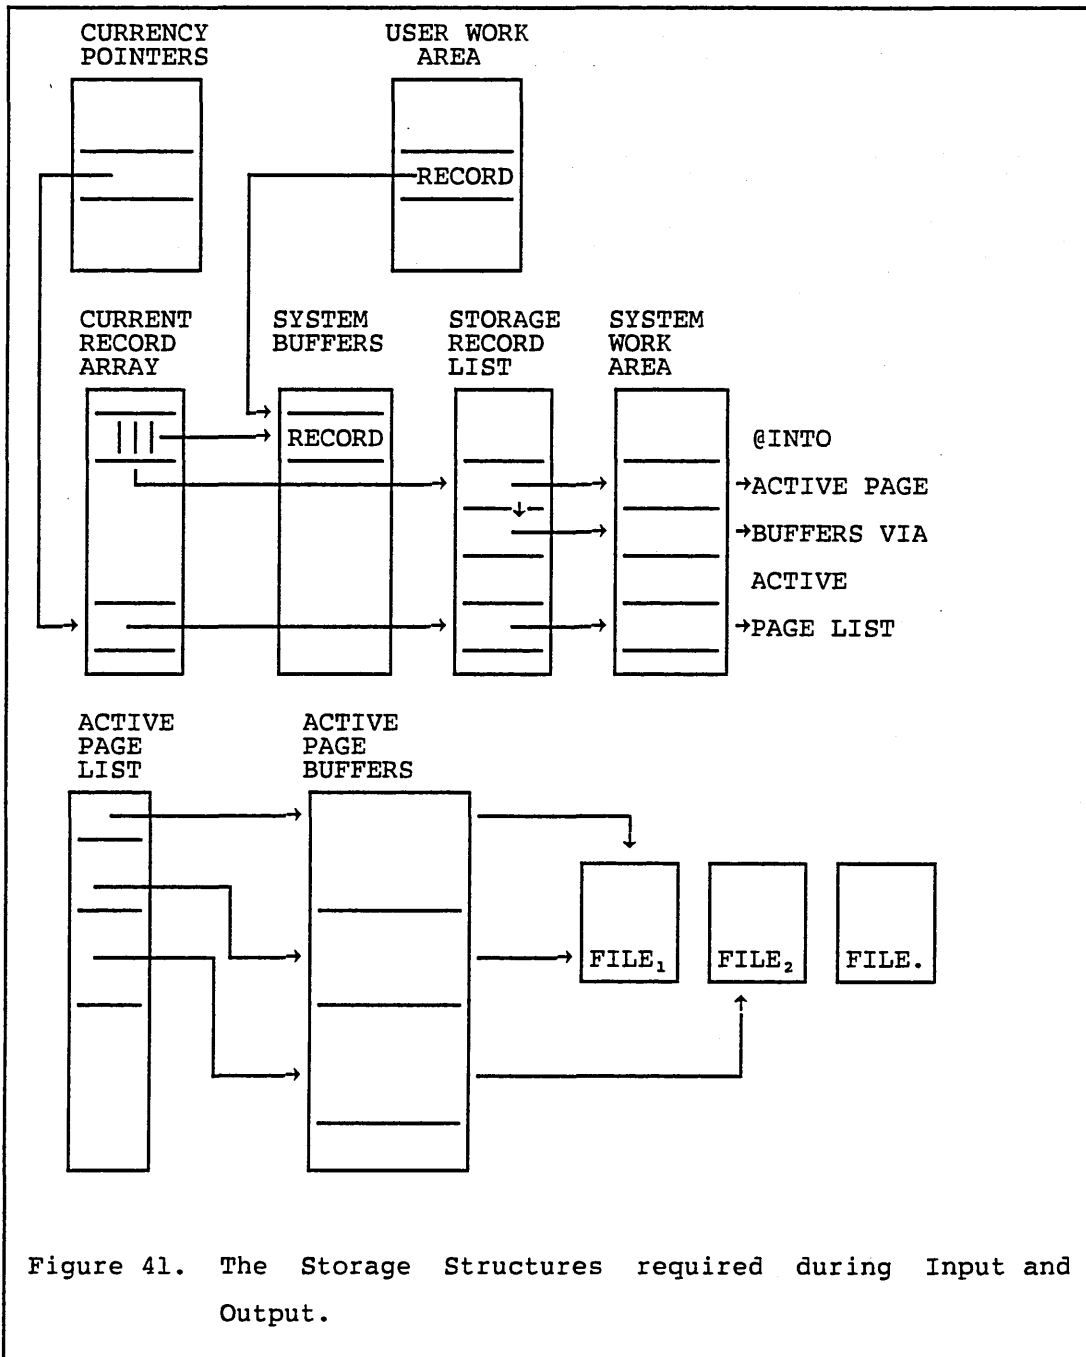 CURRENCY
POINTERS
USER WORK
AREA
RECORD
CURRENT
RECORD
ARRAY
SYSTEM
BUFFERS
STORAGE
RECORD
LIST
SYSTEM
WORK
AREA
RECORD
@INTO
ACTIVE PAGE
BUFFERS VIA
ACTIVE
PAGE LIST
ACTIVE
PAGE
LIST
ACTIVE
PAGE
BUFFERS
FILE₁
FILE₂
FILE.
Figure 41. The Storage Structures required during Input and
Output.